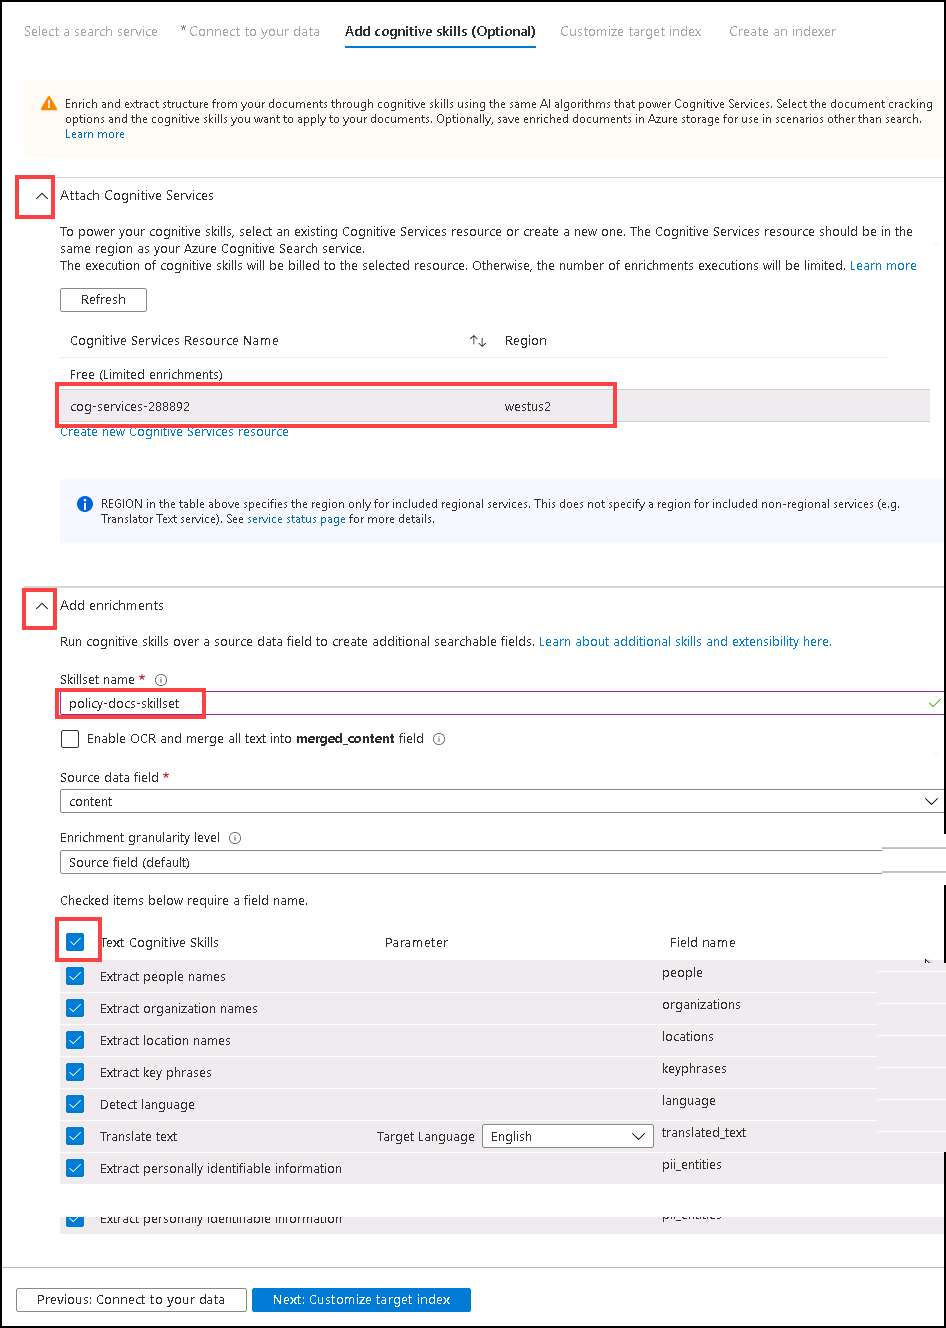 Select a search service * Connect to your data Add cognitive skills (Optional) Customize target index Create an indexer
Enrich and extract structure from your documents through cognitive skills using the same AI algorithms that power Cognitive Services. Select the document cracking
options and the cognitive skills you want to apply to your documents. Optionally, save enriched documents in Azure storage for use in scenarios other than search.
Learn more
Attach Cognitive Services
To power your cognitive skills, select an existing Cognitive Services resource or create a new one. The Cognitive Services resource should be in the
same region as your Azure Cognitive Search service.
The execution of cognitive skills will be billed to the selected resource. Otherwise, the number of enrichments executions will be limited. Learn more
Refresh
Cognitive Services Resource Name Region
Free (Limited enrichments)
cog-services-288892 westus2
Create new Cognitive Services resource
REGION in the table above specifies the region only for included regional services. This does not specify a region for included non-regional services (e.g.
Translator Text service). See service status page for more details.
Add enrichments
Run cognitive skills over a source data field to create additional searchable fields. Learn about additional skills and extensibility here.
Skillset name *
policy-docs-skillset
Enable OCR and merge all text into merged_content field
Source data field *
content
Enrichment granularity level
Source field (default)
Checked items below require a field name.
Text Cognitive Skills Parameter Field name
Extract people names people
Extract organization names organizations
Extract location names locations
Extract key phrases keyphrases
Detect language language
Translate text Target Language English translated_text
Extract personally identifiable information pii_entities
Extract personally identifiable information pii_entities
Previous: Connect to your data Next: Customize target index